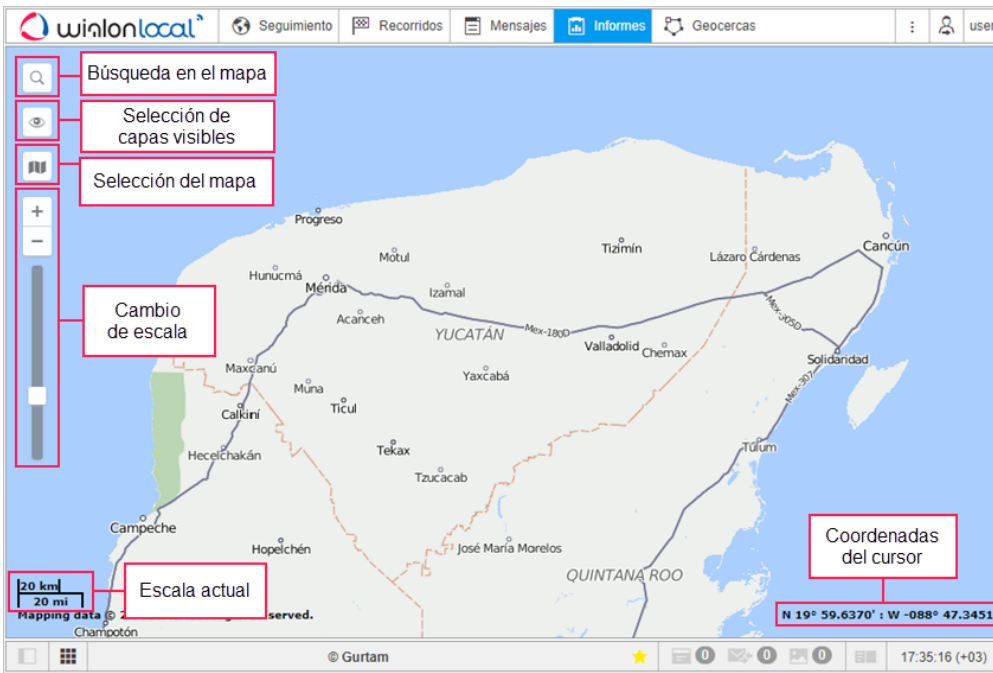 wialon local
Seguimiento
Recorridos
Mensajes
Informes
Geocercas
user
Búsqueda en el mapa
Selección de
capas visibles
Selección del mapa
+
−
Cambio
de escala
Progreso
Motul
Tizimín
Lázaro Cárdenas
Cancún
Hunucmá
Mérida
Izamal
Acanceh
YUCATÁN
Mex-180D
Mex-305D
Valladolid
Chemax
Solidaridad
Maxcanú
Yaxcabá
Muna
Ticul
Mex-307
Calkiní
Hecelchakán
Tekax
Tulum
Tzucacab
Campeche
Hopelchén
José María Morelos
QUINTANA ROO
Coordenadas
del cursor
20 km
20 mi
Escala actual
Mapping data © 2 served.
N 19° 59.6370' : W -088° 47.3451
Champotón
© Gurtam
0
0
0
17:35:16 (+03)